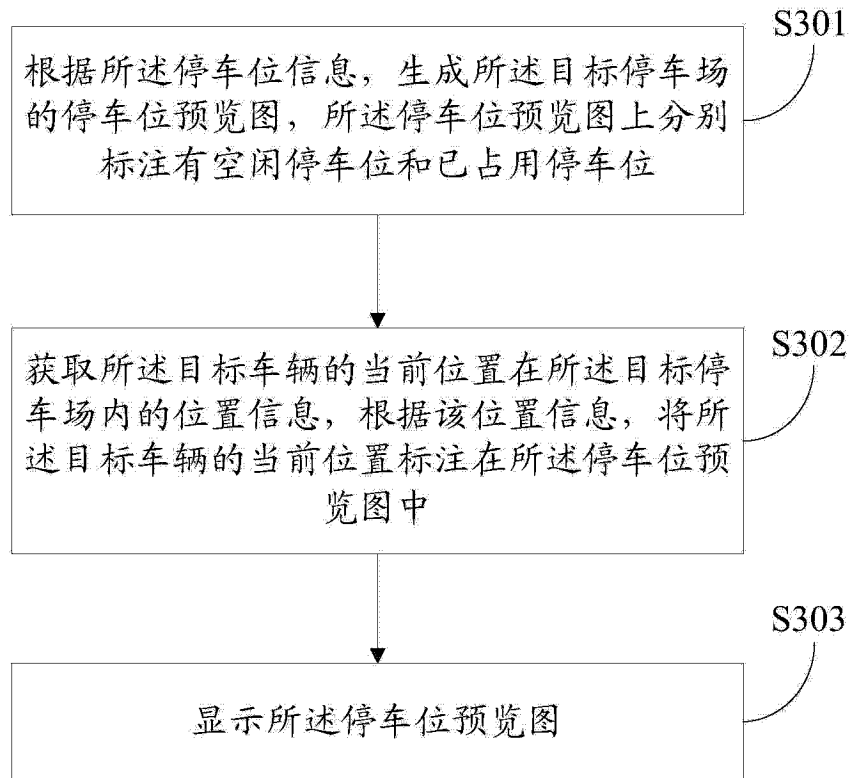 S301
根据所述停车位信息，生成所述目标停车场
的停车位预览图，所述停车位预览图上分别
标注有空闲停车位和已占用停车位
S302
获取所述目标车辆的当前位置在所述目标停
车场内的位置信息，根据该位置信息，将所
述目标车辆的当前位置标注在所述停车位预
览图中
S303
显示所述停车位预览图